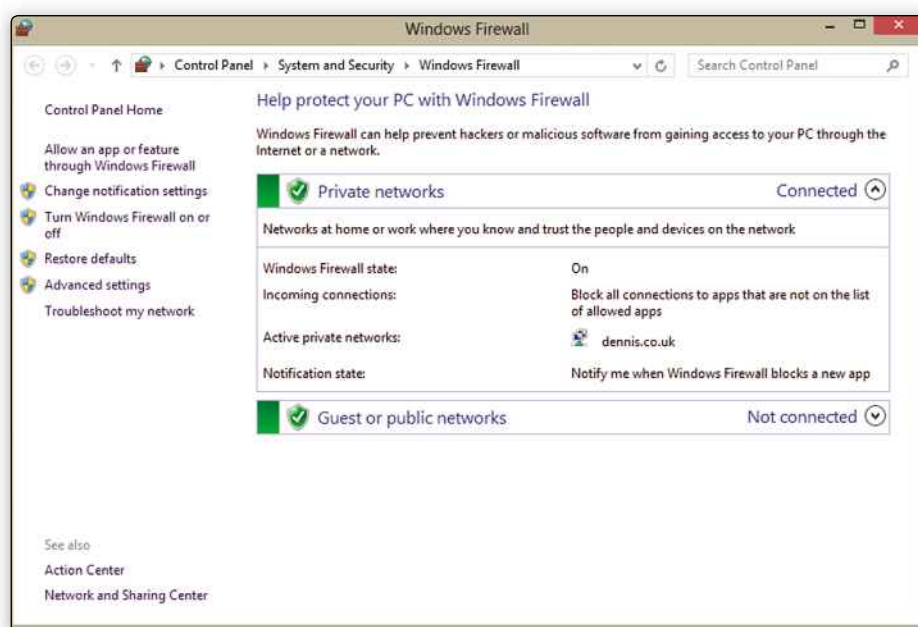 Windows Firewall
Control Panel Sytem and Security Windows Firewall
Search Control Panel
Control Panel Home
Allow an app or feature
through Windows Firewall
Change notification settings
Turn Windows Firewall on or
off
Restore defaults
Advanced settings
Troubleshoot my network
See also
Action Center
Network and Sharing Center
Help protect your PC with Windows Firewall
Windows Firewall can help prevent hackers or malicious software from gaining access to your PC through the
Internet or a network.
Private networks Connected
Networks at home or work where you know and trust the people and devices on the network
Windows Firewall state: On
Incoming connections: Block all connections to apps that are not on the list
of allowed apps
Active private networks: dennis.co.uk
Notification state: Notify me when Windows Firewall blocks a new app
Guest or public networks Not connected